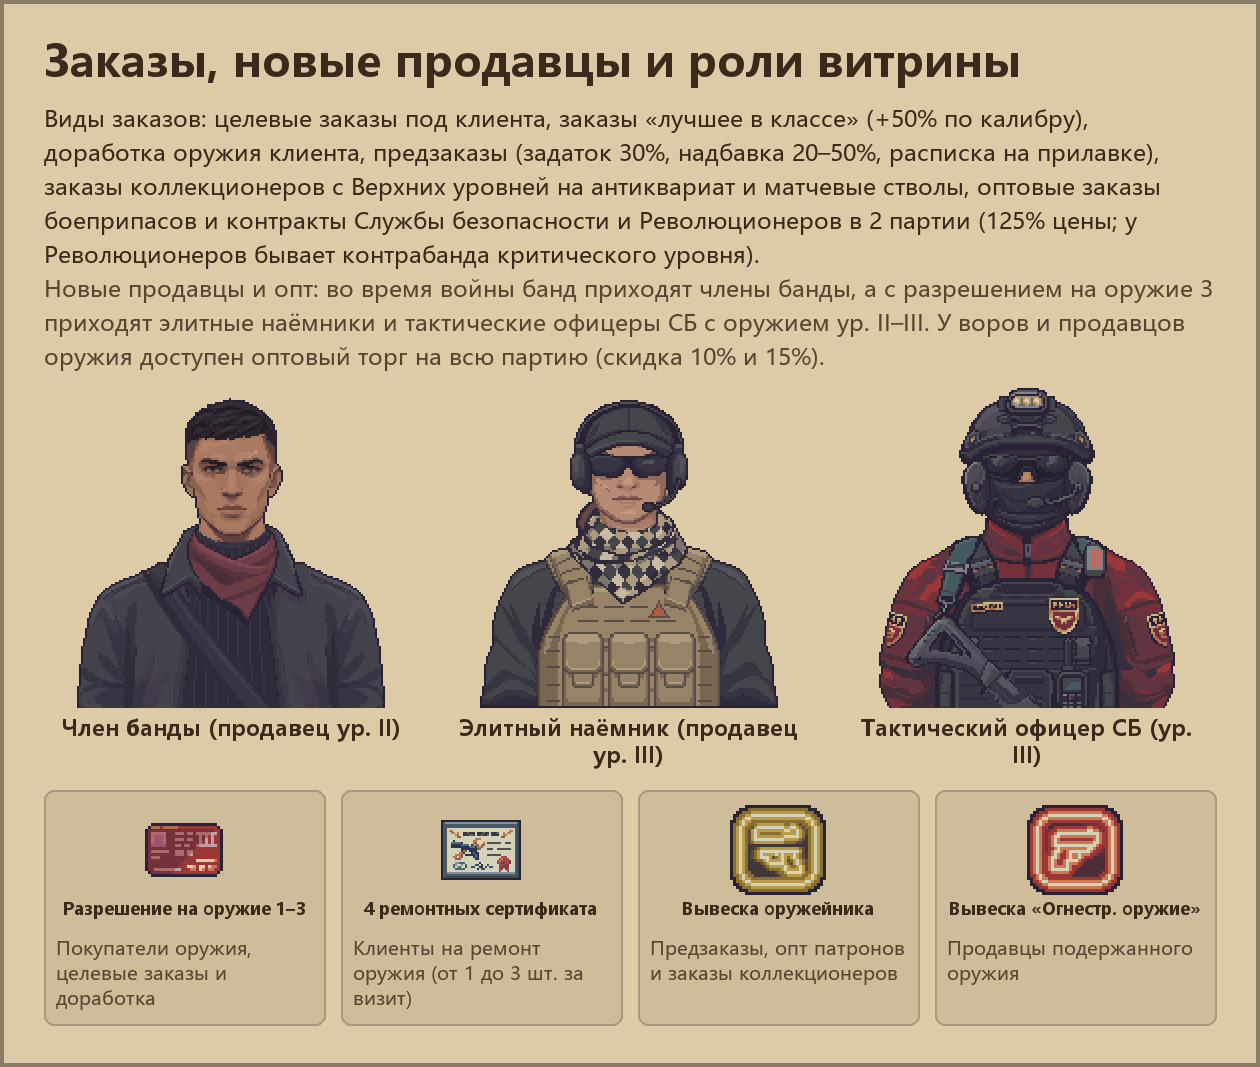 Заказы, новые продавцы и роли витрины
Виды заказов: целевые заказы под клиента, заказы «лучшее в классе» (+50% по калибру),
доработка оружия клиента, предзаказы (задаток 30%, надбавка 20–50%, расписка на прилавке),
заказы коллекционеров с Верхних уровней на антиквариат и матчевые стволы, оптовые заказы
боеприпасов и контракты Службы безопасности и Революционеров в 2 партии (125% цены; у
Революционеров бывает контрабанда критического уровня).
Новые продавцы и опт: во время войны банд приходят члены банды, а с разрешением на оружие 3
приходят элитные наёмники и тактические офицеры СБ с оружием ур. II–III. У воров и продавцов
оружия доступен оптовый торг на всю партию (скидка 10% и 15%).
Член банды (продавец ур. II)
Элитный наёмник (продавец
ур. III)
Тактический офицер СБ (ур.
III)
Разрешение на оружие 1–3
Покупатели оружия,
целевые заказы и
доработка
4 ремонтных сертификата
Клиенты на ремонт
оружия (от 1 до 3 шт. за
визит)
Вывеска оружейника
Предзаказы, опт патронов
и заказы коллекционеров
Вывеска «Огнестр. оружие»
Продавцы подержанного
оружия